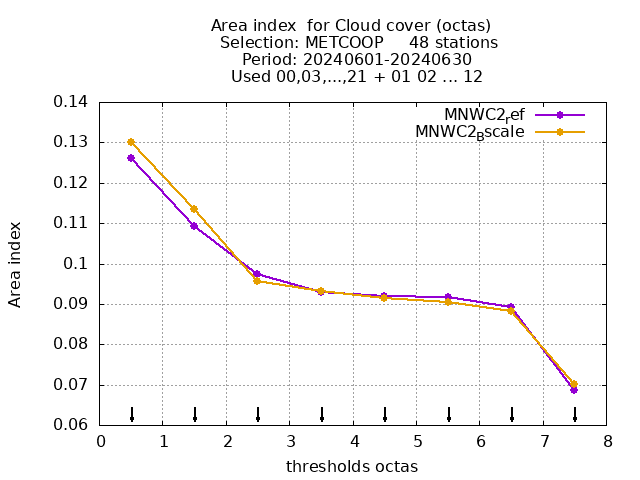 Area index  for Cloud cover (octas)
Selection: METCOOP     48 stations
Period: 20240601-20240630
Used 00,03,...,21 + 01 02 ... 12
MNWC2ref
MNWC2Bscale
0.14
0.13
0.12
0.11
0.1
0.09
0.08
0.07
0.06
Area index
0 1 2 3 4 5 6 7 8
thresholds octas